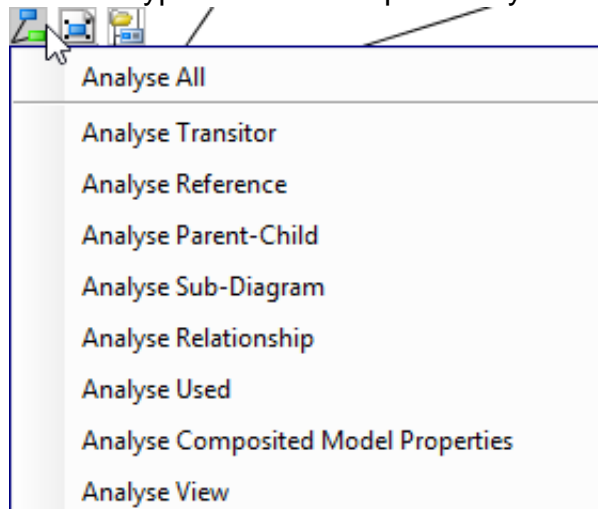 Analyse All
Analyse Transitor
Analyse Reference
Analyse Parent-Child
Analyse Sub-Diagram
Analyse Relationship
Analyse Used
Analyse Composited Model Properties
Analyse View